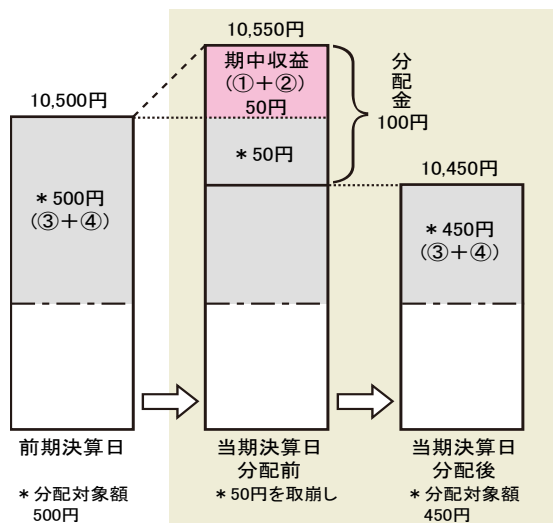 10,550円
期中収益
(①+②)
50円
分配金
100円
10,500円
*50円
10,450円
*500円
(③+④)
*450円
(③+④)
前期決算日
当期決算日
分配前
当期決算日
分配後
*分配対象額
500円
*50円を取崩し
*分配対象額
450円